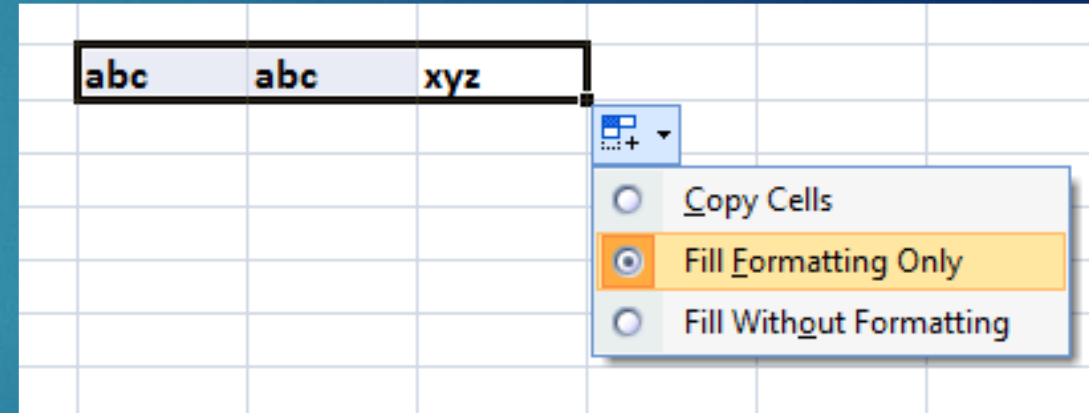 abc abc xyz
Copy Cells
Fill Formatting Only
Fill Without Formatting